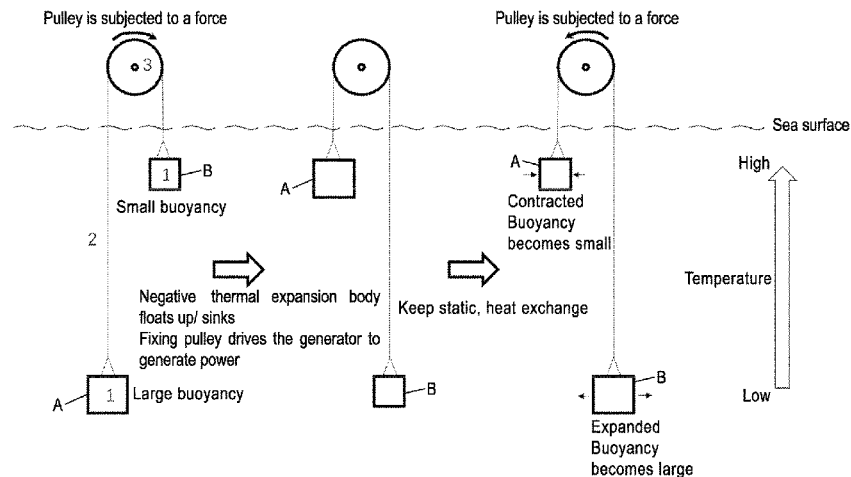 Pulley is subjected to a force
Pulley is subjected to a force
3
Sea surface
1
B
Small buoyancy
A
A
Contracted
Buoyancy
becomes small
High
2
Temperature
Negative thermal expansion body
floats up/ sinks
Fixing pulley drives the generator to
generate power
Keep static, heat exchange
A
1
Large buoyancy
B
B
Low
Expanded
Buoyancy
becomes large